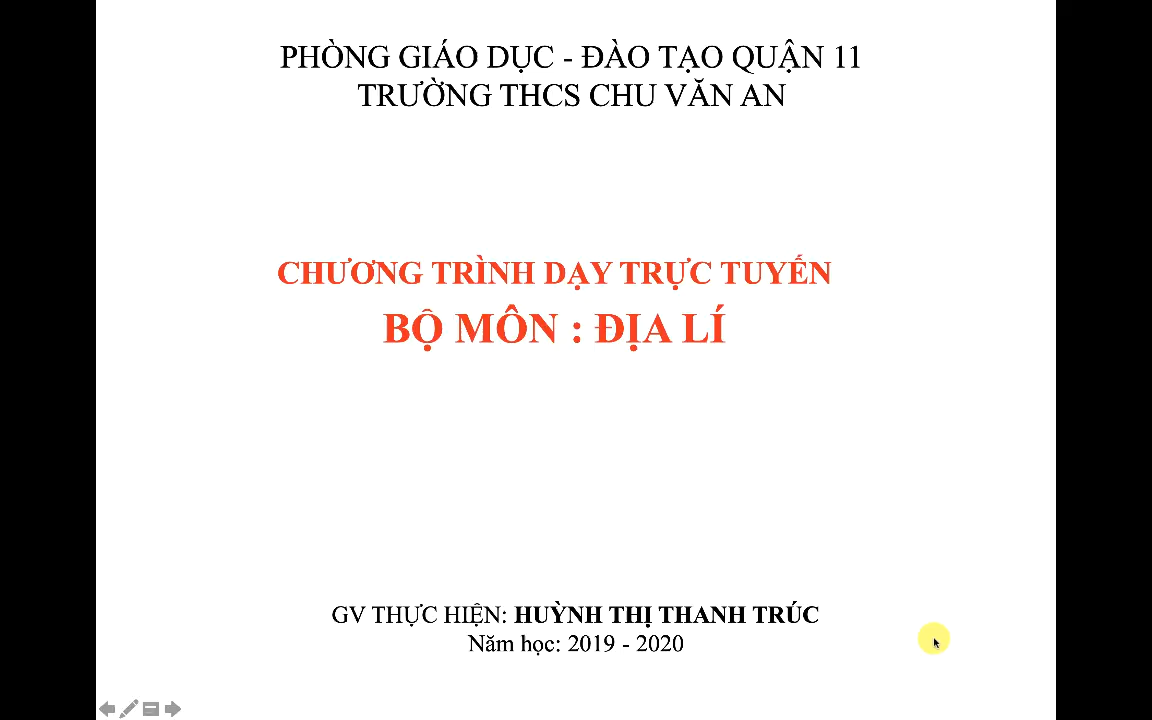 PHÒNG GIÁO DỤC - ĐÀO TẠO QUẬN 11
TRƯỜNG THCS CHU VĂN AN
CHƯƠNG TRÌNH DẠY TRỰC TUYẾN
BỘ MÔN : ĐỊA LÍ
GV THỰC HIỆN: HUỲNH THỊ THANH TRÚC
Năm học: 2019 - 2020